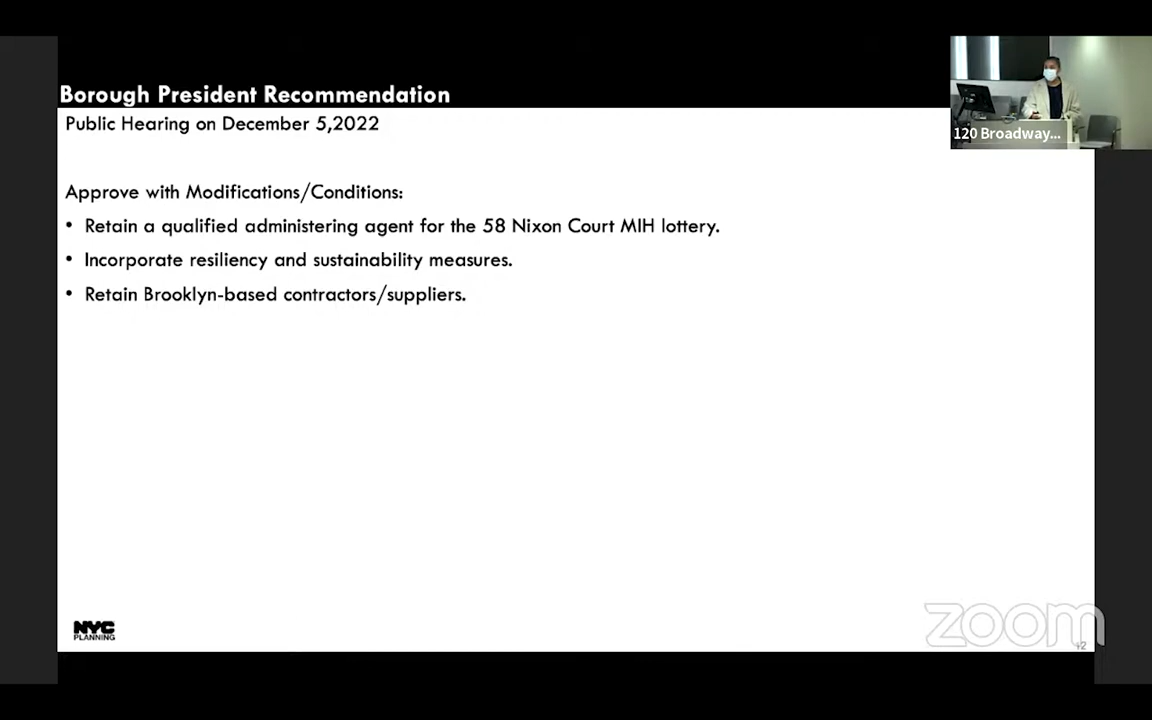 Borough President Recommendation
Public Hearing on December 5,2022
120 Broadway...
Approve with Modifications/Conditions:
• Retain a qualified administering agent for the 58 Nixon Court MIH lottery.
• Incorporate resiliency and sustainability measures.
• Retain Brooklyn-based contractors/suppliers.
NYC
PLANNING
zoom
12